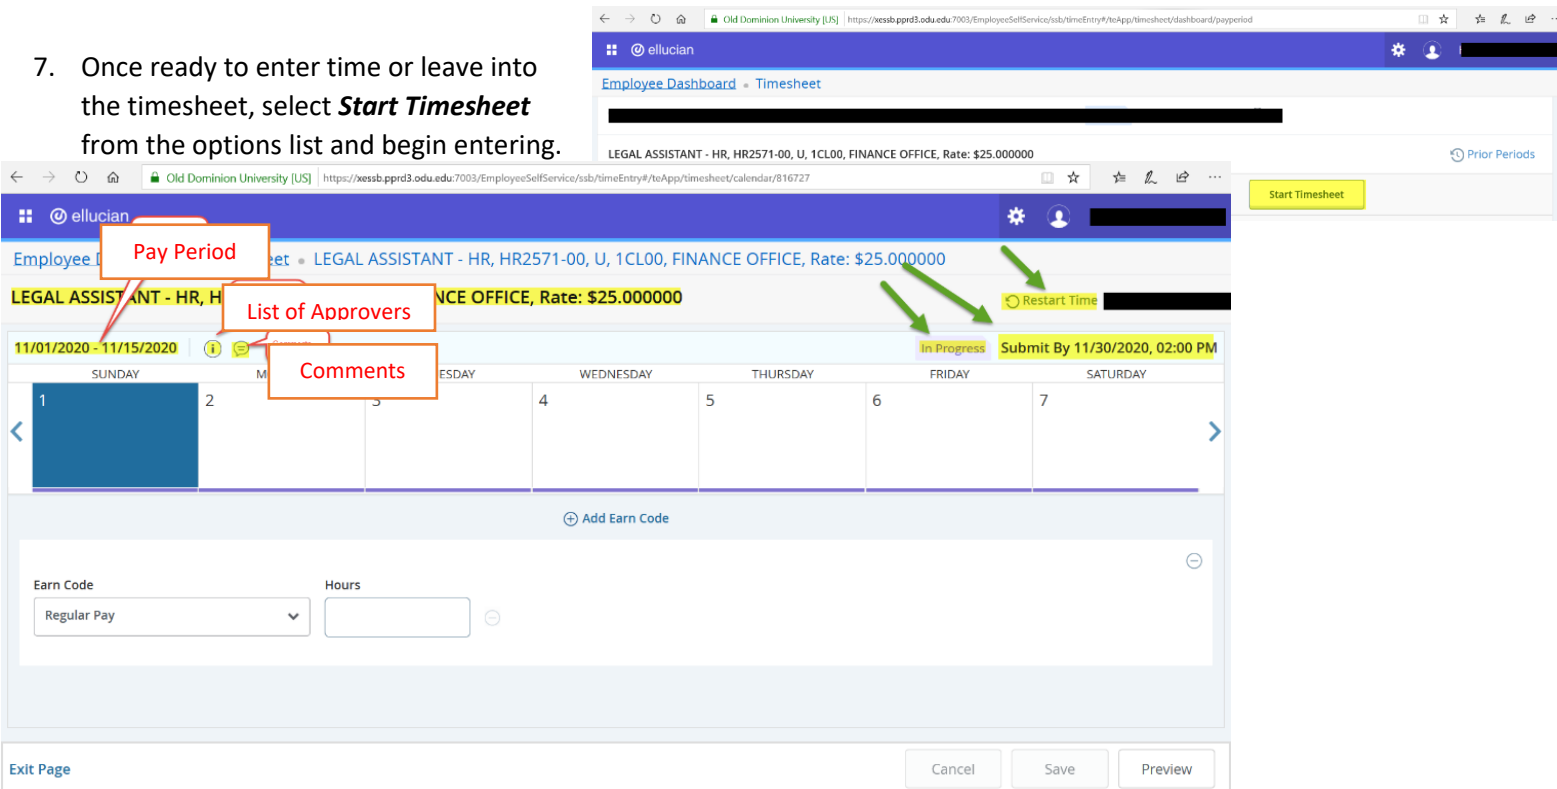 Old Dominion University [US] https://xessb.pprd3.odu.edu:7003/EmployeeSelfService/ssb/timeEntry#/teApp/timesheet/dashboard/payperiod
ellucian
7. Once ready to enter time or leave into
the timesheet, select Start Timesheet
from the options list and begin entering.
Employee Dashboard • Timesheet
LEGAL ASSISTANT - HR, HR2571-00, U, 1CL00, FINANCE OFFICE, Rate: $25.000000
Prior Periods
Start Timesheet
Old Dominion University [US] https://xessb.pprd3.odu.edu:7003/EmployeeSelfService/ssb/timeEntry#/teApp/timesheet/calendar/816727
ellucian
Pay Period
Employee
eet • LEGAL ASSISTANT - HR, HR2571-00, U, 1CL00, FINANCE OFFICE, Rate: $25.000000
LEGAL ASSISTANT - HR, H
NCE OFFICE, Rate: $25.000000
Restart Time
List of Approvers
11/01/2020 - 11/15/2020
In Progress
Submit By 11/30/2020, 02:00 PM
Comments
SUNDAY M ESDAY WEDNESDAY THURSDAY FRIDAY SATURDAY
1 2 3 4 5 6 7
Add Earn Code
Earn Code Hours
Regular Pay
Exit Page Cancel Save Preview